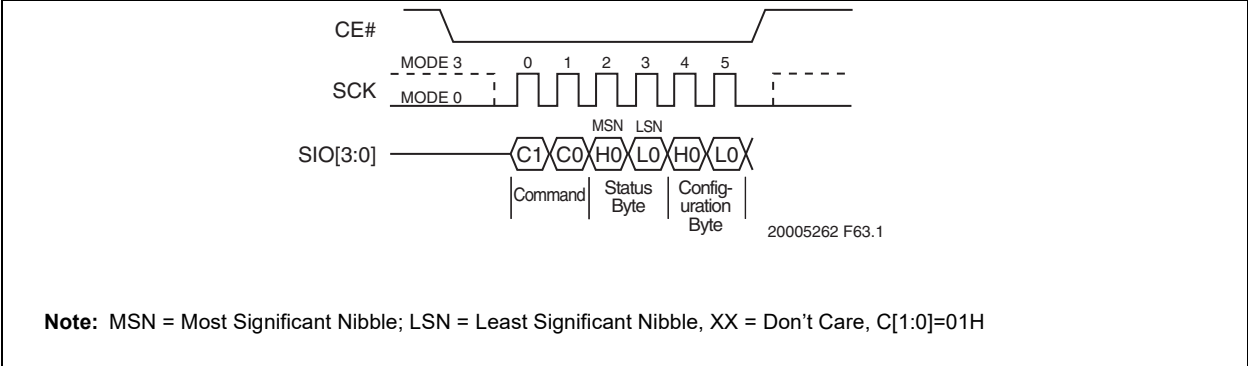 CE#
MODE 3 0 1 2 3 4 5
SCK
MODE 0
MSN LSN
SIO[3:0] C1 C0 H0 L0 H0 L0
Command Status Byte Config-uration Byte
20005262 F63.1
Note: MSN = Most Significant Nibble; LSN = Least Significant Nibble, XX = Don’t Care, C[1:0]=01H